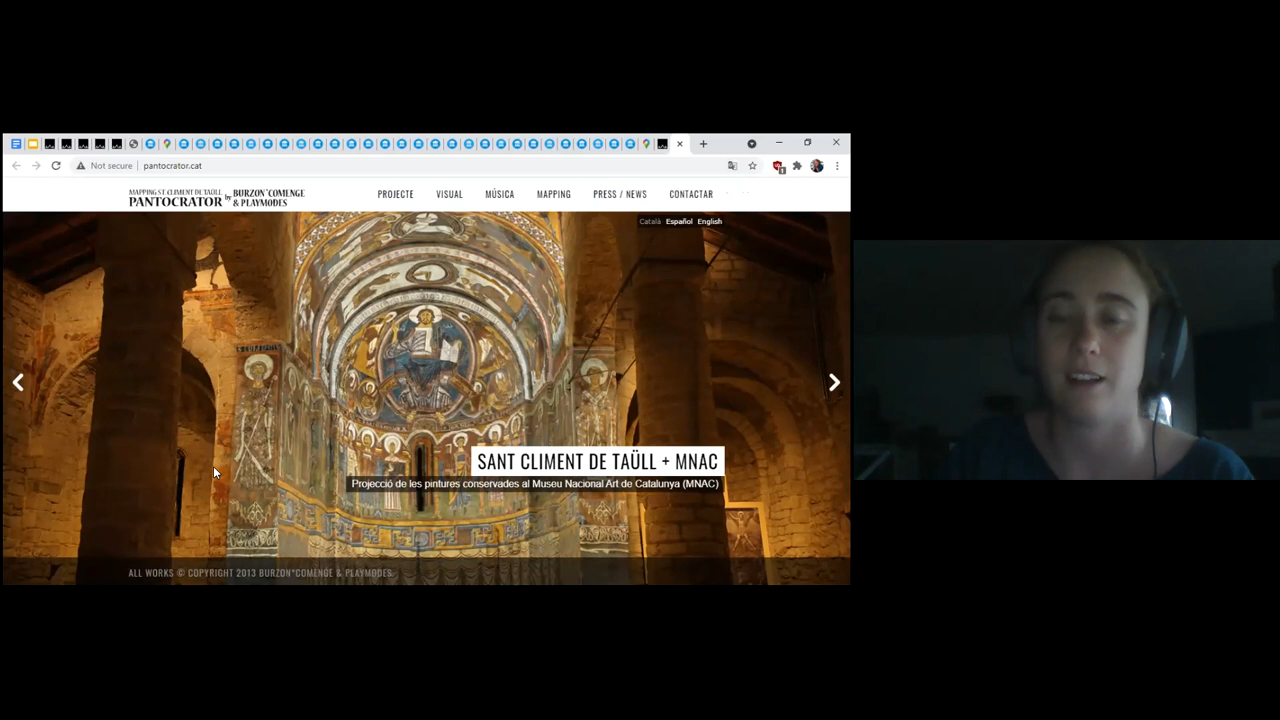 Not secure pantocrator.cat
MAPPING ST. CLIMENT DE TAÜLL
PANTOCRATOR by BURZON*COMENGE
& PLAYMODES
PROJECTE VISUAL MÚSICA MAPPING PRESS / NEWS CONTACTAR
Català Español English
SANT CLIMENT DE TAÜLL + MNAC
Projecció de les pintures conservades al Museu Nacional Art de Catalunya (MNAC)
ALL WORKS © COPYRIGHT 2013 BURZON*COMENGE & PLAYMODES.